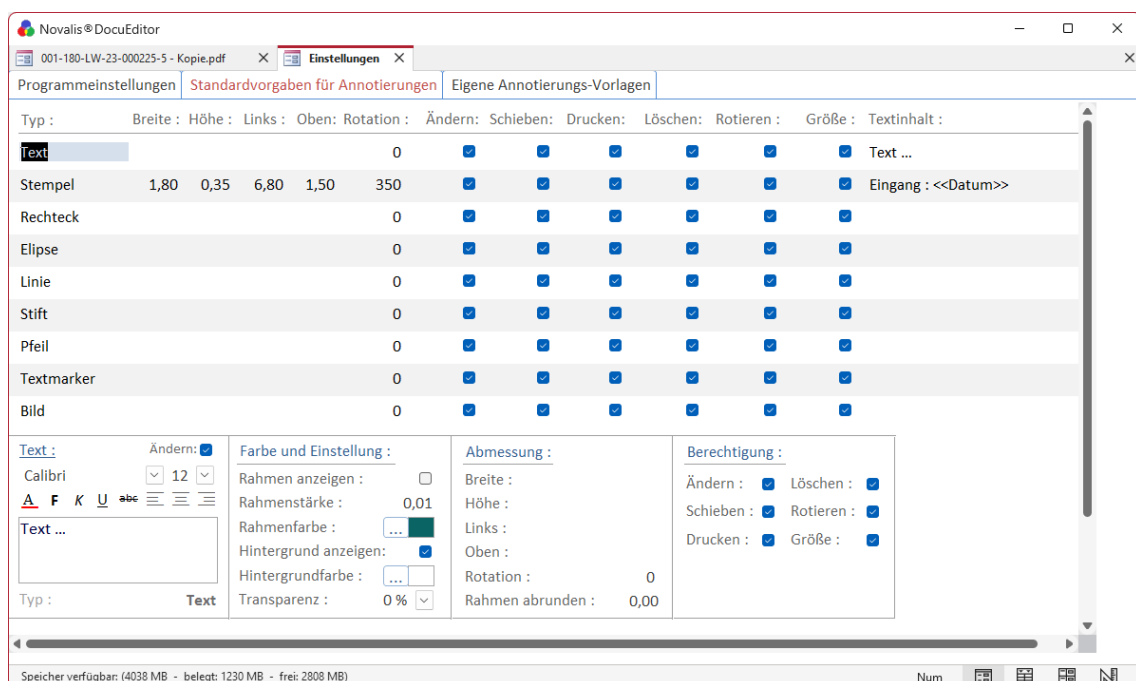 Novalis®DocuEditor
001-180-LW-23-000225-5 - Kopie.pdf Einstellungen
Programmeinstellungen Standardvorgaben für Annotierungen Eigene Annotierungs-Vorlagen
Typ : Breite : Höhe : Links : Oben: Rotation : Ändern: Schieben: Drucken: Löschen: Rotieren : Größe : Textinhalt :
Text 0 Text ...
Stempel 1,80 0,35 6,80 1,50 350 Eingang : <<Datum>>
Rechteck 0
Elipse 0
Linie 0
Stift 0
Pfeil 0
Textmarker 0
Bild 0
Text : Ändern: Farbe und Einstellung : Abmessung : Berechtigung :
Calibri 12 Rahmen anzeigen : Breite : Ändern : Löschen :
A F K U abc Rahmenstärke : 0,01 Höhe : Schieben : Rotieren :
Text ... Rahmenfarbe : ... Links : Drucken : Größe :
Hintergrund anzeigen: Oben :
Hintergrundfarbe : ... Rotation : 0
Typ : Text Transparenz : 0 % Rahmen abrunden : 0,00
Speicher verfügbar: (4038 MB - belegt: 1230 MB - frei: 2808 MB) Num